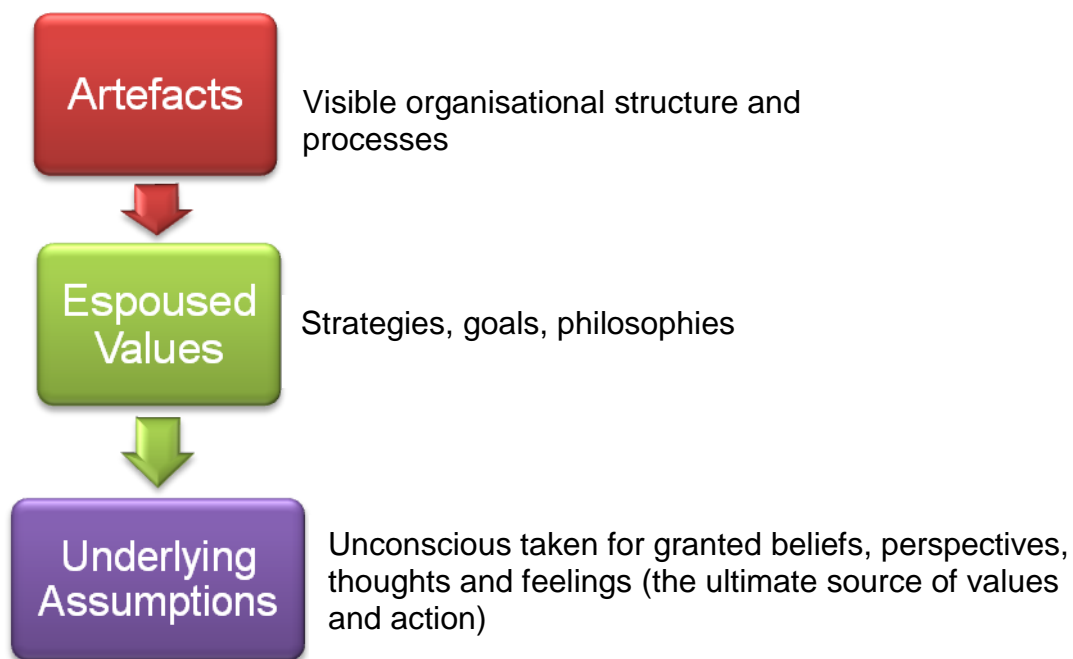 Artefacts
Visible organisational structure and
processes
Espoused
Values
Strategies, goals, philosophies
Underlying
Assumptions
Unconscious taken for granted beliefs, perspectives,
thoughts and feelings (the ultimate source of values
and action)